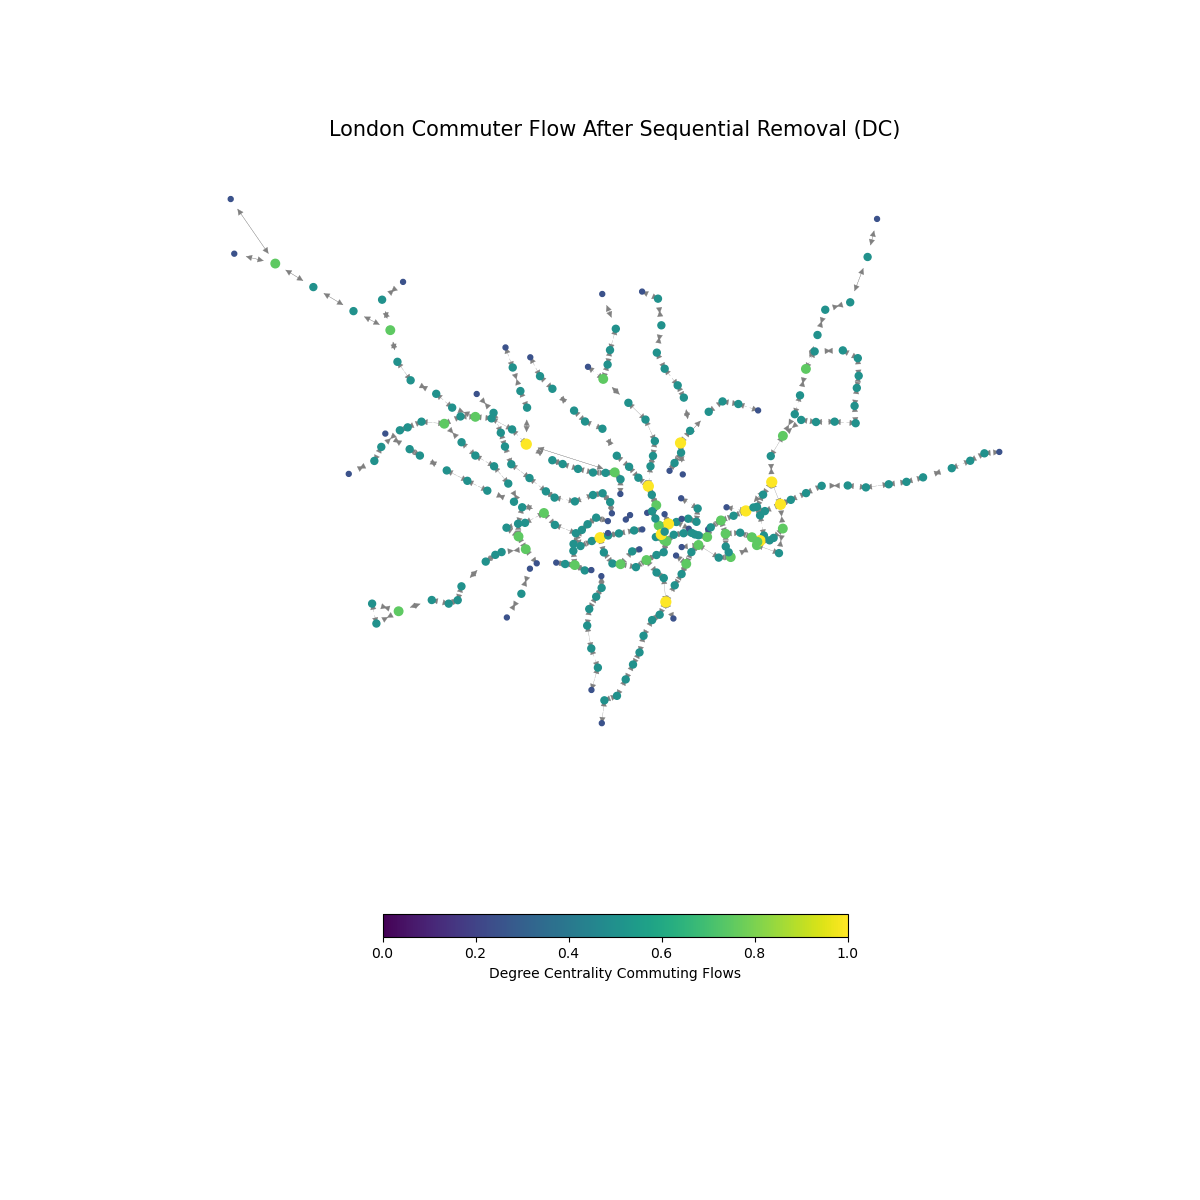 London Commuter Flow After Sequential Removal (DC)
0.0 0.2 0.4 0.6 0.8 1.0
Degree Centrality Commuting Flows